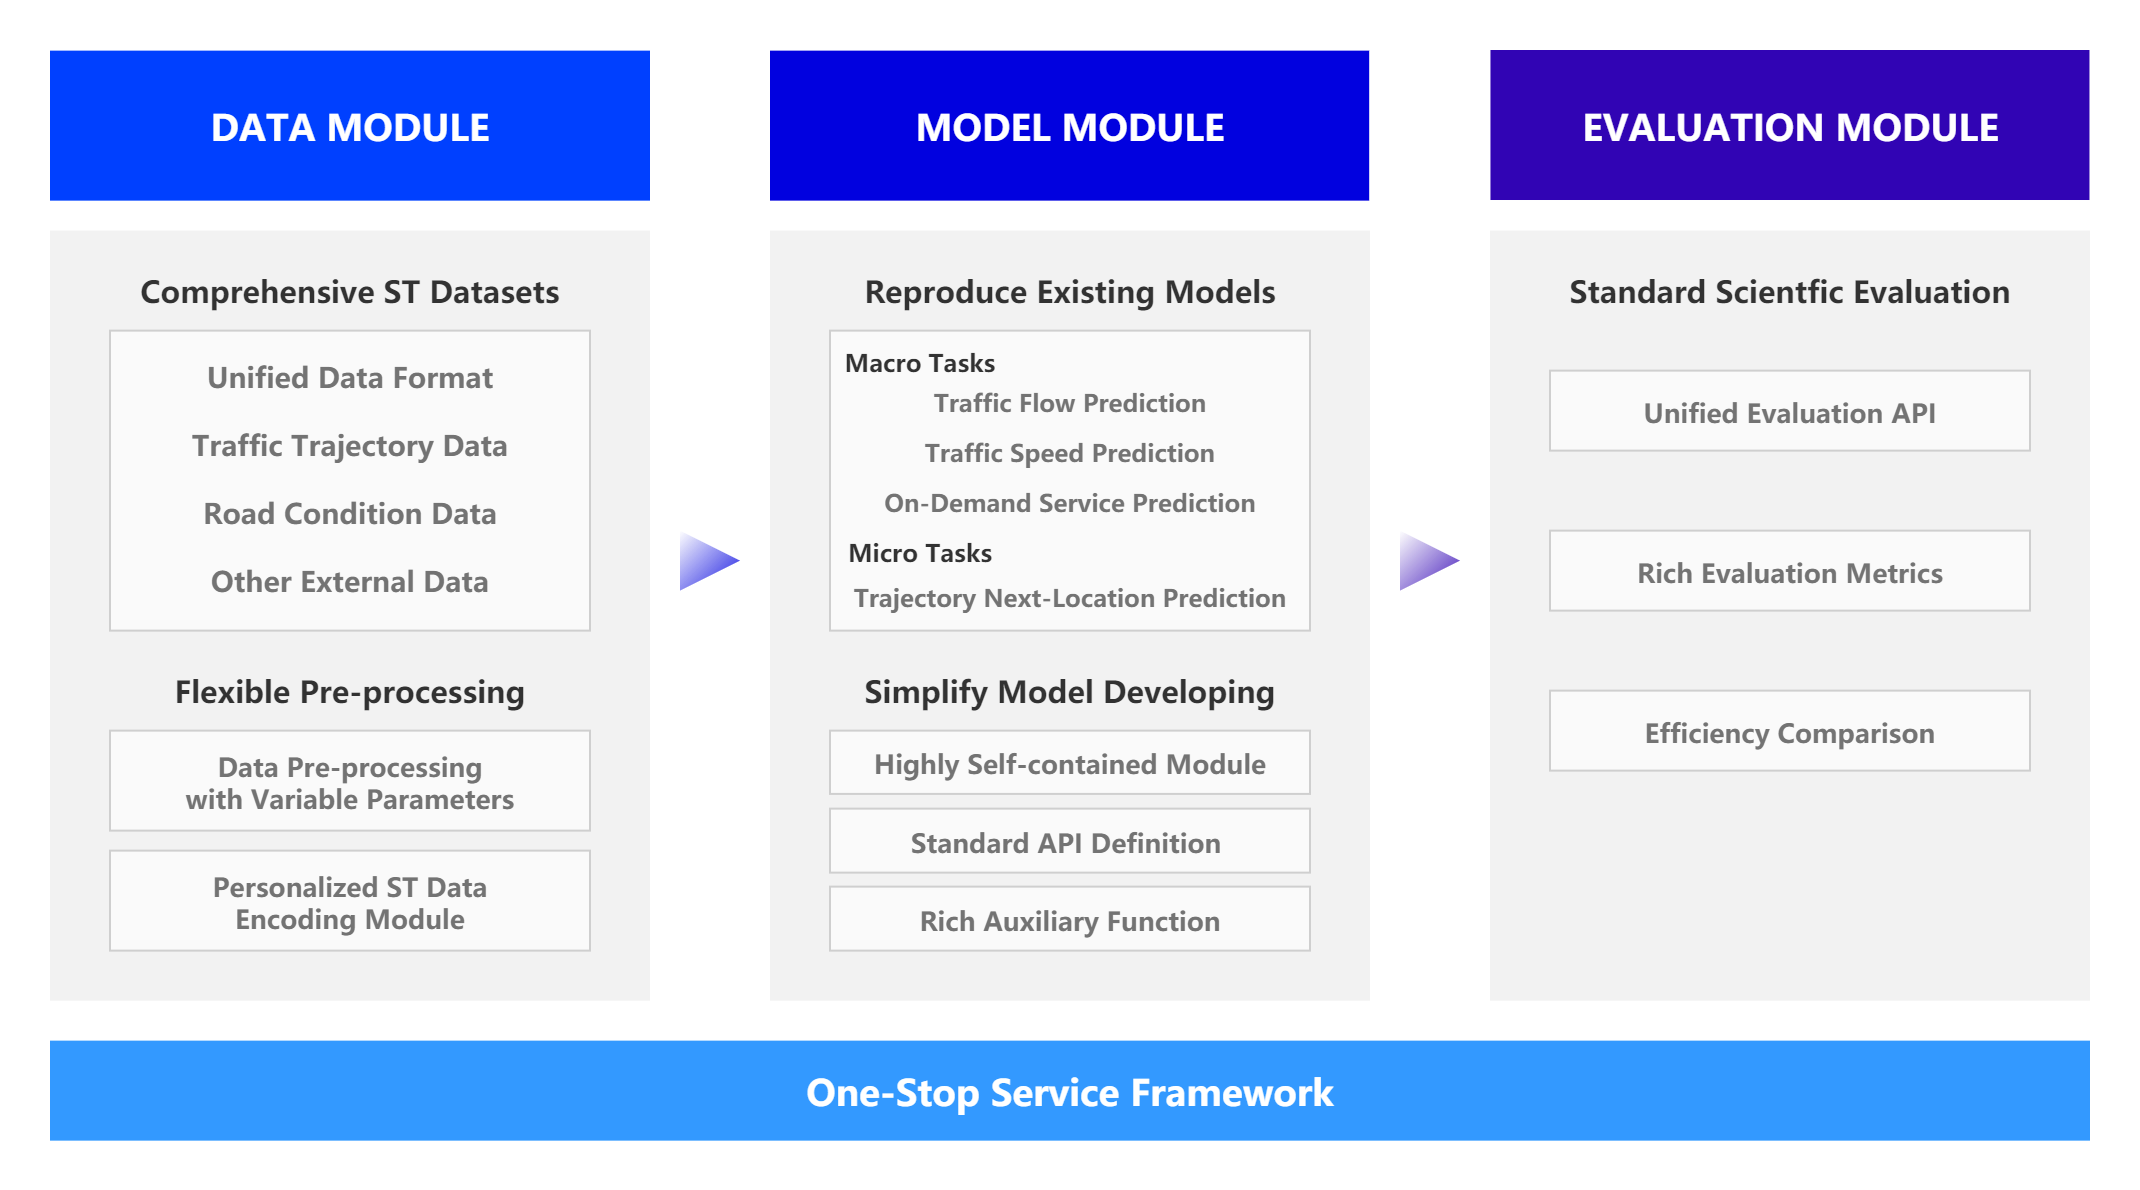 DATA MODULE
Comprehensive ST Datasets
Unified Data Format
Traffic Trajectory Data
Road Condition Data
Other External Data
Flexible Pre-processing
Data Pre-processing
with Variable Parameters
Personalized ST Data
Encoding Module
MODEL MODULE
Reproduce Existing Models
Macro Tasks
Traffic Flow Prediction
Traffic Speed Prediction
On-Demand Service Prediction
Micro Tasks
Trajectory Next-Location Prediction
Simplify Model Developing
Highly Self-contained Module
Standard API Definition
Rich Auxiliary Function
EVALUATION MODULE
Standard Scientfic Evaluation
Unified Evaluation API
Rich Evaluation Metrics
Efficiency Comparison
One-Stop Service Framework